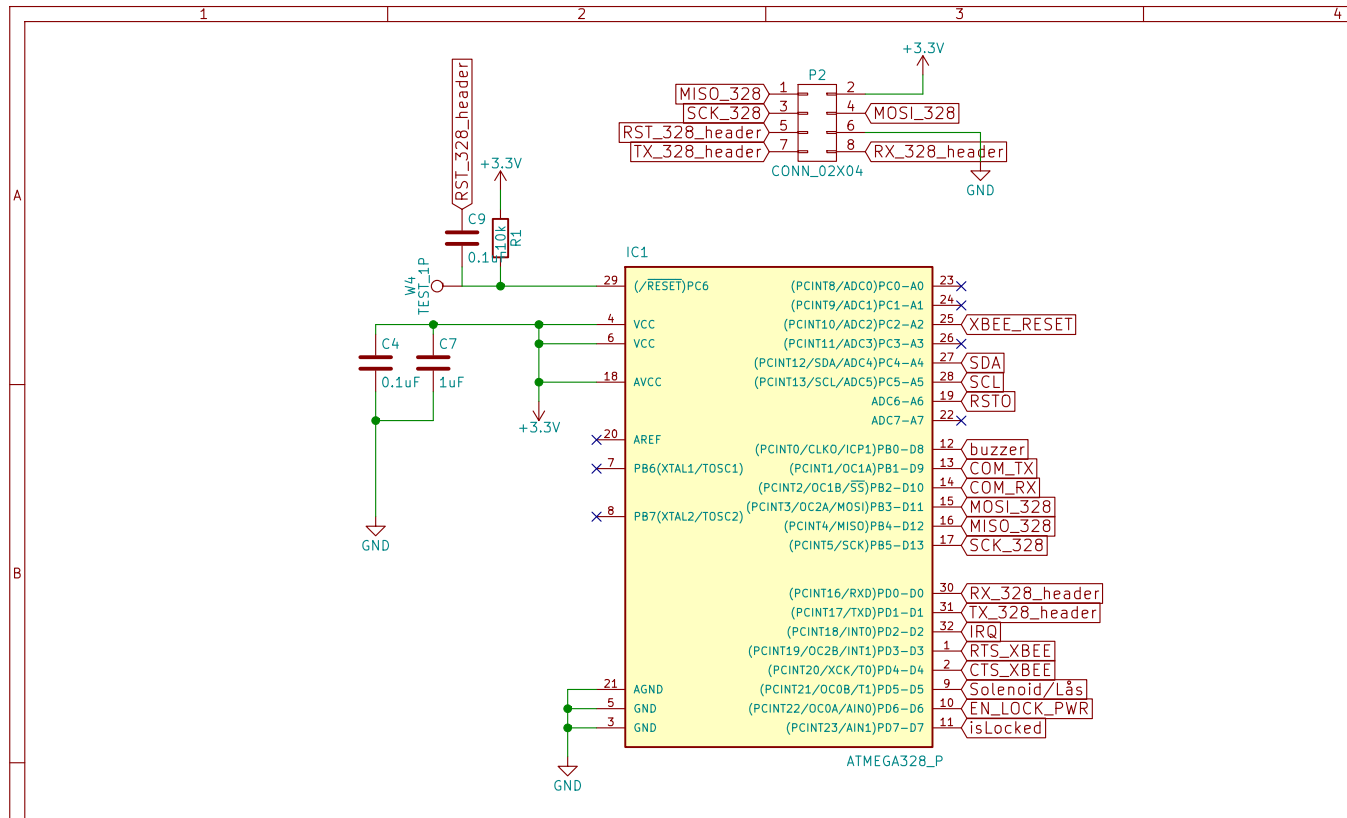 1 2 3 4
A
B
RST_328_header
+3.3V
P2
MISO_328 1 2
SCK_328 3 4 MOSI_328
RST_328_header 5 6
TX_328_header 7 8 RX_328_header
CONN_02X04
GND
+3.3V
C9
0.1u
10k
R1
W4
TEST_1P
C4
0.1uF
C7
1uF
+3.3V
GND
GND
IC1
29 (/RESET)PC6
4 VCC
6 VCC
18 AVCC
20 AREF
7 PB6(XTAL1/TOSC1)
8 PB7(XTAL2/TOSC2)
21 AGND
5 GND
3 GND
(PCINT8/ADC0)PC0-A0 23
(PCINT9/ADC1)PC1-A1 24
(PCINT10/ADC2)PC2-A2 25 XBEE_RESET
(PCINT11/ADC3)PC3-A3 26
(PCINT12/SDA/ADC4)PC4-A4 27 SDA
(PCINT13/SCL/ADC5)PC5-A5 28 SCL
ADC6-A6 19 RSTO
ADC7-A7 22
(PCINT0/CLKO/ICP1)PB0-D8 12 buzzer
(PCINT1/OC1A)PB1-D9 13 COM_TX
(PCINT2/OC1B/SS)PB2-D10 14 COM_RX
(PCINT3/OC2A/MOSI)PB3-D11 15 MOSI_328
(PCINT4/MISO)PB4-D12 16 MISO_328
(PCINT5/SCK)PB5-D13 17 SCK_328
(PCINT16/RXD)PD0-D0 30 RX_328_header
(PCINT17/TXD)PD1-D1 31 TX_328_header
(PCINT18/INT0)PD2-D2 32 IRQ
(PCINT19/OC2B/INT1)PD3-D3 1 RTS_XBEE
(PCINT20/XCK/T0)PD4-D4 2 CTS_XBEE
(PCINT21/OC0B/T1)PD5-D5 9 Solenoid/Lås
(PCINT22/OC0A/AIN0)PD6-D6 10 EN_LOCK_PWR
(PCINT23/AIN1)PD7-D7 11 isLocked
ATMEGA328_P